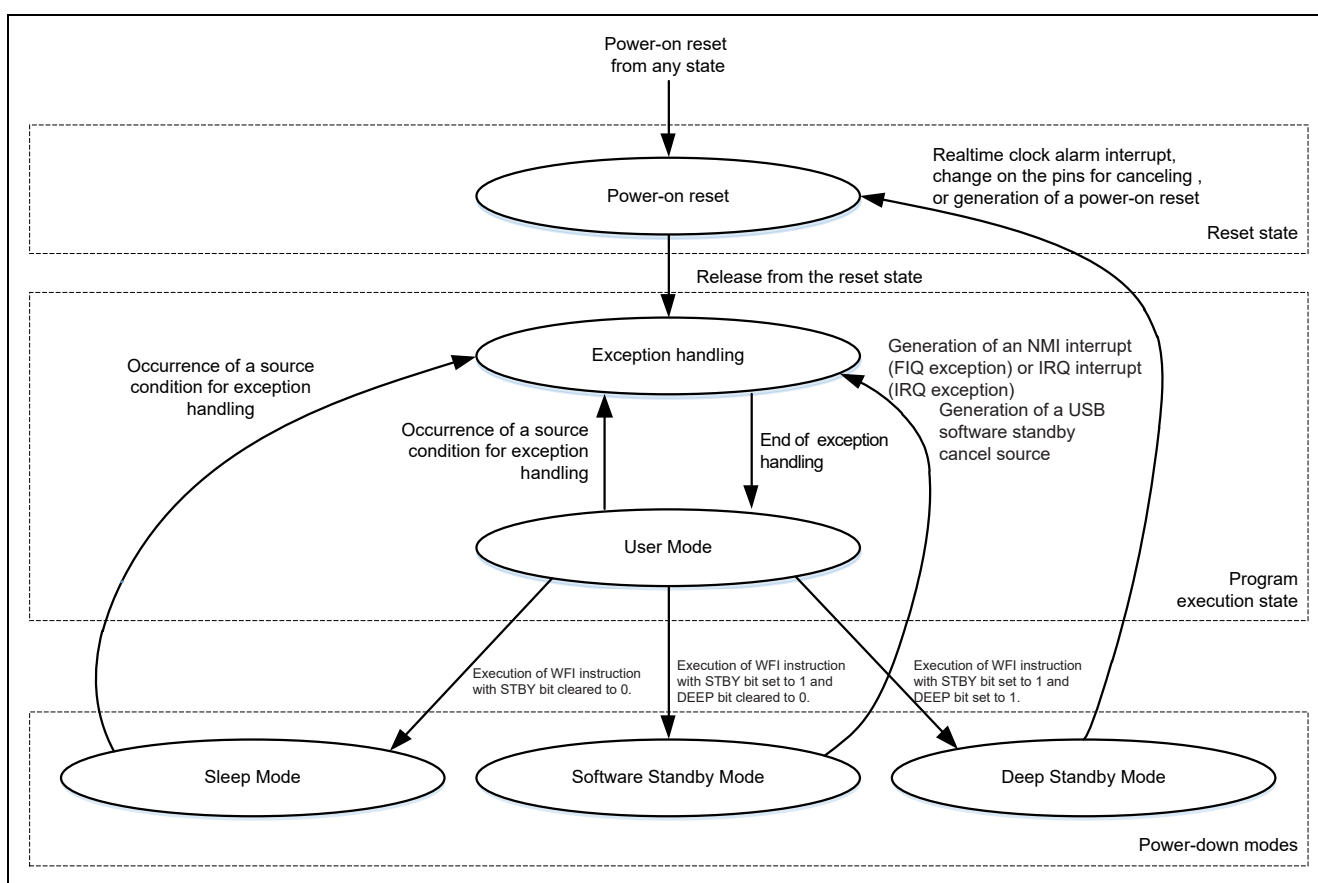 Power-on reset
from any state
Realtime clock alarm interrupt,
change on the pins for canceling ,
or generation of a power-on reset
Power-on reset
Reset state
Release from the reset state
Exception handling
Generation of an NMI interrupt
(FIQ exception) or IRQ interrupt
(IRQ exception)
Generation of a USB
software standby
cancel source
Occurrence of a source
condition for exception
handling
Occurrence of a source
condition for exception
handling
End of exception
handling
User Mode
Program
execution state
Execution of WFI instruction
with STBY bit cleared to 0.
Execution of WFI instruction
with STBY bit set to 1 and
DEEP bit cleared to 0.
Execution of WFI instruction
with STBY bit set to 1 and
DEEP bit set to 1.
Sleep Mode
Software Standby Mode
Deep Standby Mode
Power-down modes